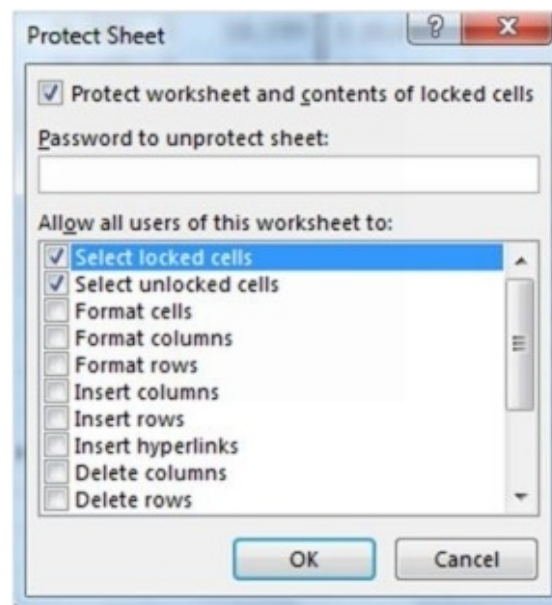 Protect Sheet
Protect worksheet and contents of locked cells
Password to unprotect sheet:
Allow all users of this worksheet to:
Select locked cells
Select unlocked cells
Format cells
Format columns
Format rows
Insert columns
Insert rows
Insert hyperlinks
Delete columns
Delete rows
OK
Cancel